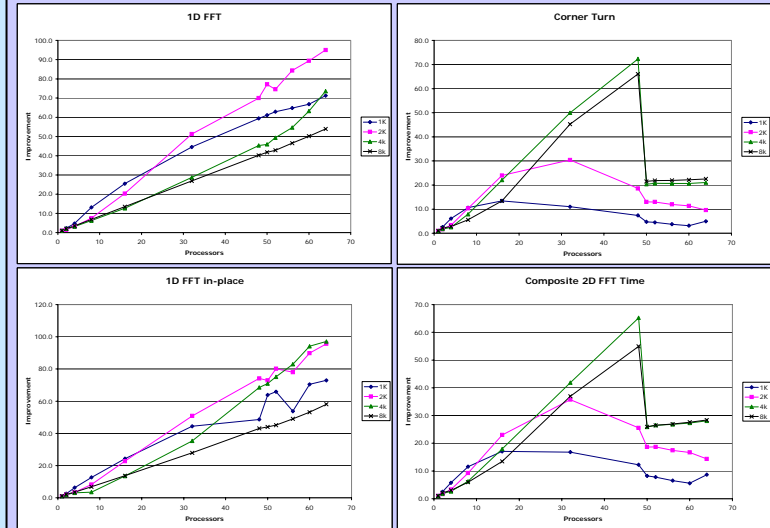 1D FFT
100.0
90.0
80.0
70.0
60.0
50.0
40.0
30.0
20.0
10.0
0.0
0 10 20 30 40 50 60 70
Improvement
Processors
1K
2K
4k
8k
Corner Turn
80.0
70.0
60.0
50.0
40.0
30.0
20.0
10.0
0.0
0 10 20 30 40 50 60 70
Improvement
Processors
1K
2K
4k
8k
1D FFT in-place
120.0
100.0
80.0
60.0
40.0
20.0
0.0
0 10 20 30 40 50 60 70
Improvement
Processors
1K
2K
4k
8k
Composite 2D FFT Time
70.0
60.0
50.0
40.0
30.0
20.0
10.0
0.0
0 10 20 30 40 50 60 70
Improvement
Processors
1K
2K
4k
8k